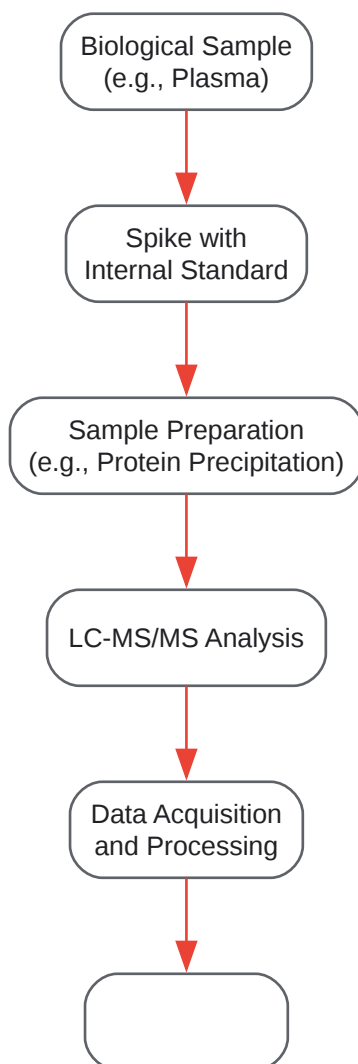 Biological Sample
(e.g., Plasma)
Spike with
Internal Standard
Sample Preparation
(e.g., Protein Precipitation)
LC-MS/MS Analysis
Data Acquisition
and Processing